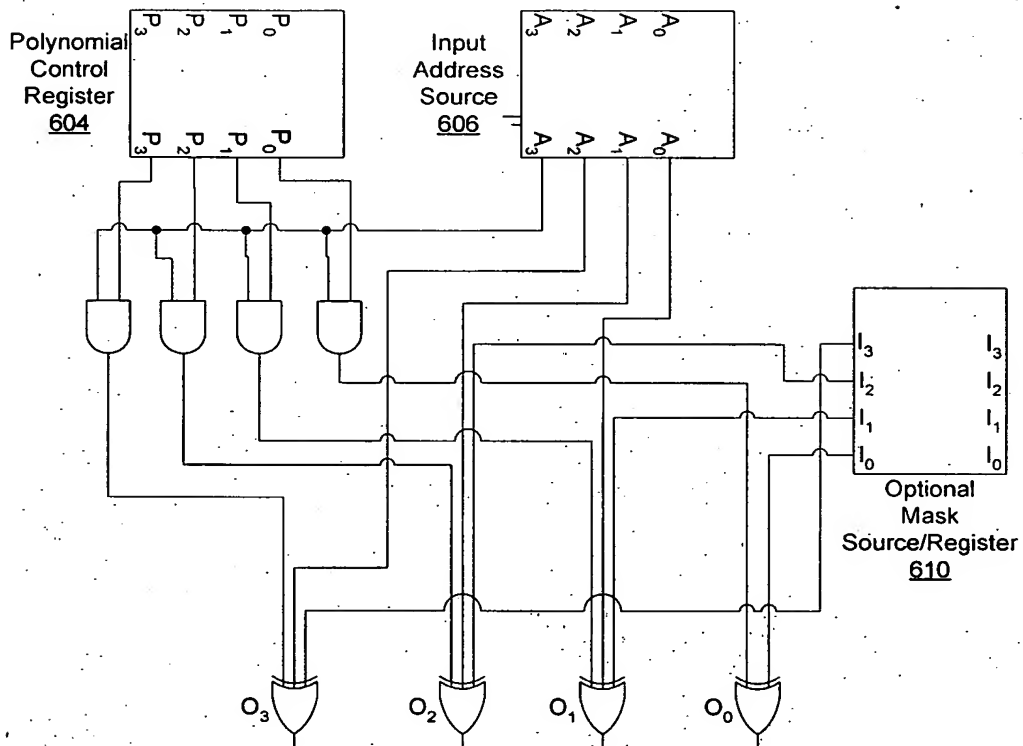 Polynomial
Control
Register
604
P3 P2 P1 P0
P3 P2 P1 P0
Input
Address
Source
606
A3 A2 A1 A0
A3 A2 A1 A0
I3 I3
I2 I2
I1 I1
I0 I0
Optional
Mask
Source/Register
610
O3 O2 O1 O0